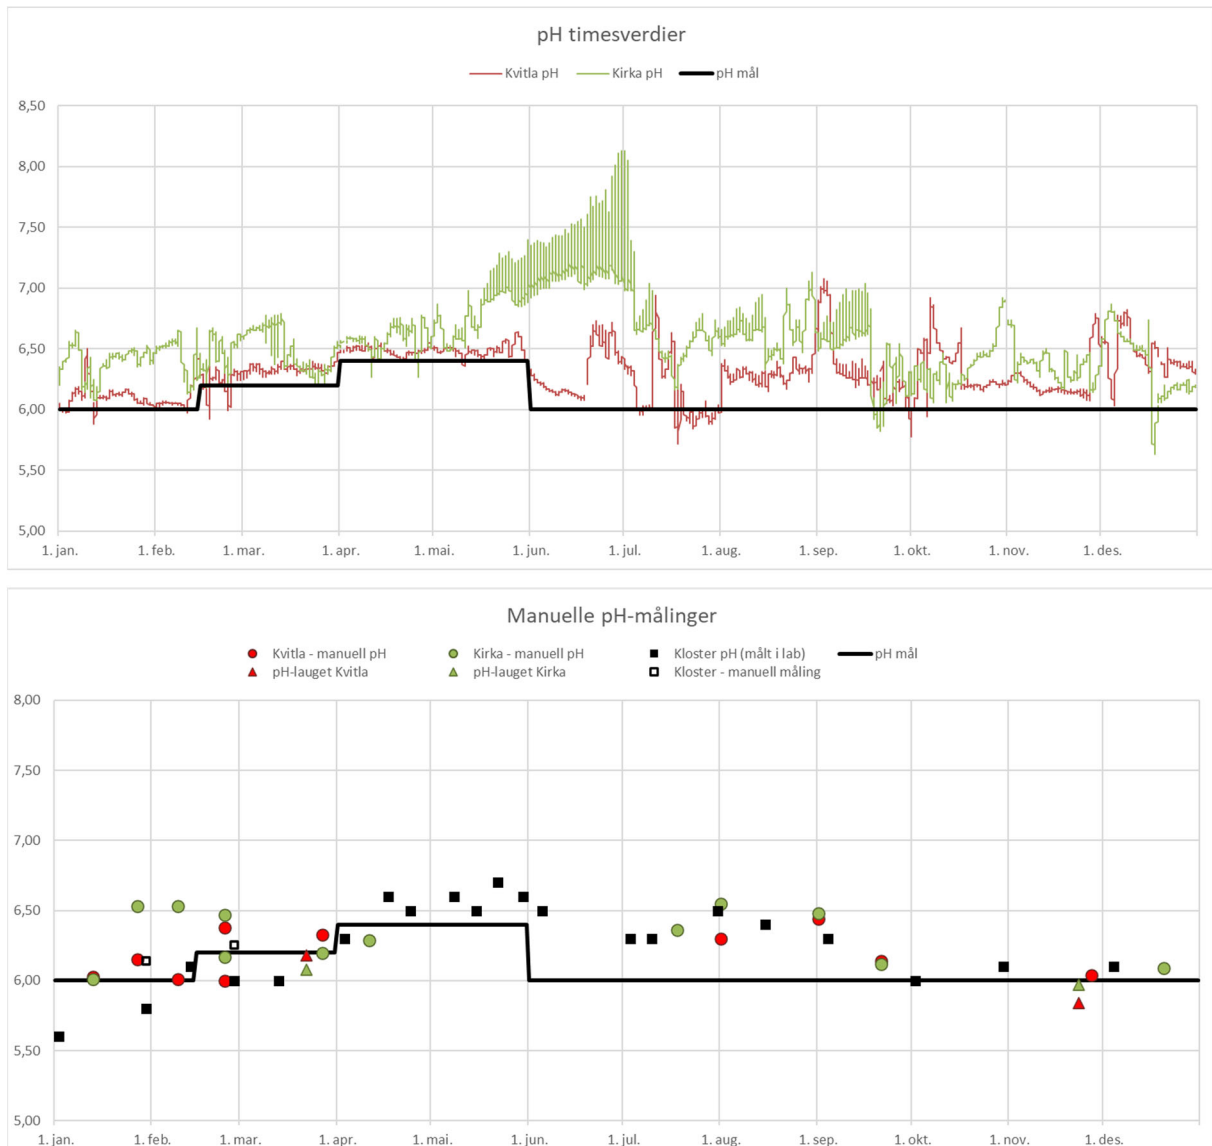 pH timesverdier
Kvitla pH Kirka pH pH mål
8,50
8,00
7,50
7,00
6,50
6,00
5,50
5,00
1. jan. 1. feb. 1. mar. 1. apr. 1. mai. 1. jun. 1. jul. 1. aug. 1. sep. 1. okt. 1. nov. 1. des.
Manuelle pH-målinger
Kvitla - manuell pH Kirka - manuell pH Kloster pH (målt i lab) pH mål
pH-lauget Kvitla pH-lauget Kirka Kloster - manuell måling
8,00
7,50
7,00
6,50
6,00
5,50
5,00
1. jan. 1. feb. 1. mar. 1. apr. 1. mai. 1. jun. 1. jul. 1. aug. 1. sep. 1. okt. 1. nov. 1. des.